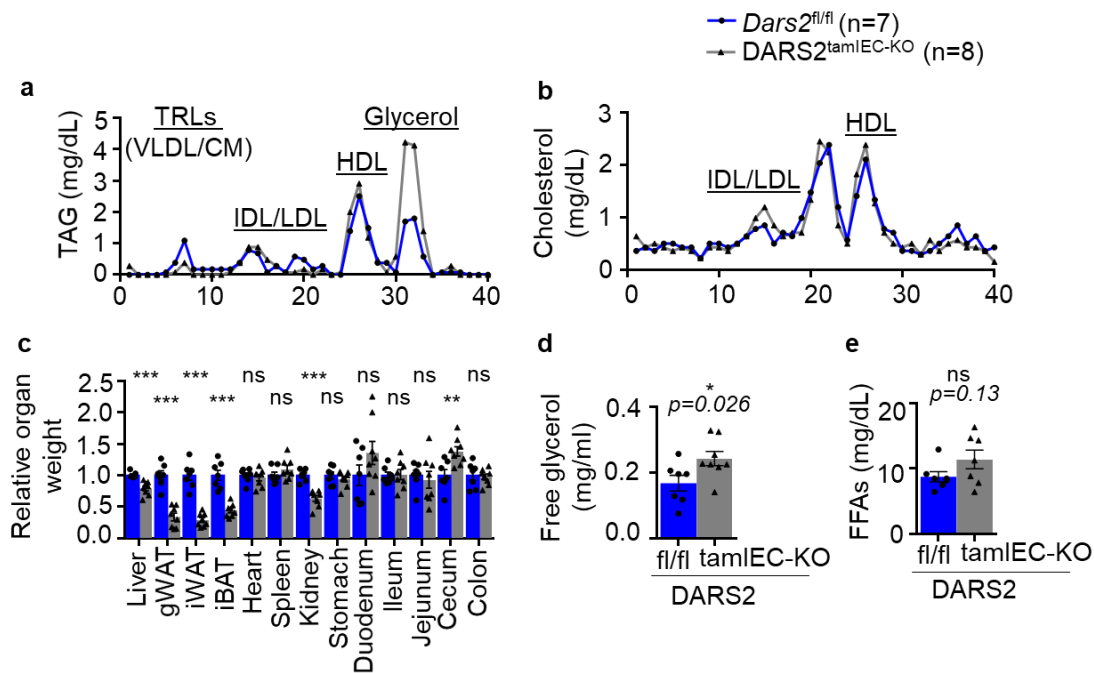 Dars2fl/fl (n=7)
DARS2tamIEC-KO (n=8)
a
TAG (mg/dL)
5
4
3
2
1
0
TRLs
(VLDL/CM)
IDL/LDL
HDL
Glycerol
0 10 20 30 40
b
Cholesterol
(mg/dL)
3
2
1
0
IDL/LDL
HDL
0 10 20 30 40
c
Relative organ
weight
2.5
2.0
1.5
1.0
0.5
0.0
*** *** ns *** ns ns ns
*** *** ns ns ns **
Liver
gWAT
iWAT
iBAT
Heart
Spleen
Kidney
Stomach
Duodenum
Ileum
Jejunum
Cecum
Colon
d
Free glycerol
(mg/ml)
0.4
0.2
0.0
*
p=0.026
fl/fl tamIEC-KO
DARS2
e
FFAs (mg/dL)
20
10
0
ns
p=0.13
fl/fl tamIEC-KO
DARS2